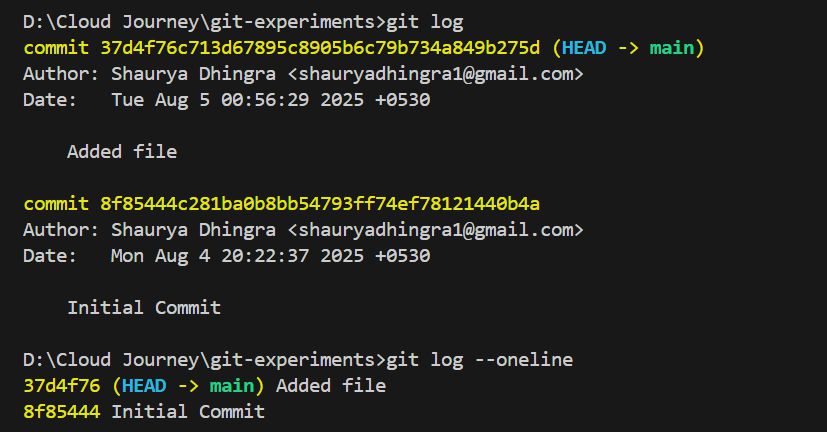 D:\Cloud Journey\git-experiments>git log
commit 37d4f76c713d67895c8905b6c79b734a849b275d (HEAD -> main)
Author: Shaurya Dhingra <shauryadhingra1@gmail.com>
Date:   Tue Aug 5 00:56:29 2025 +0530
Added file
commit 8f85444c281ba0b8bb54793ff74ef78121440b4a
Author: Shaurya Dhingra <shauryadhingra1@gmail.com>
Date:   Mon Aug 4 20:22:37 2025 +0530
Initial Commit
D:\Cloud Journey\git-experiments>git log --oneline
37d4f76 (HEAD -> main) Added file
8f85444 Initial Commit